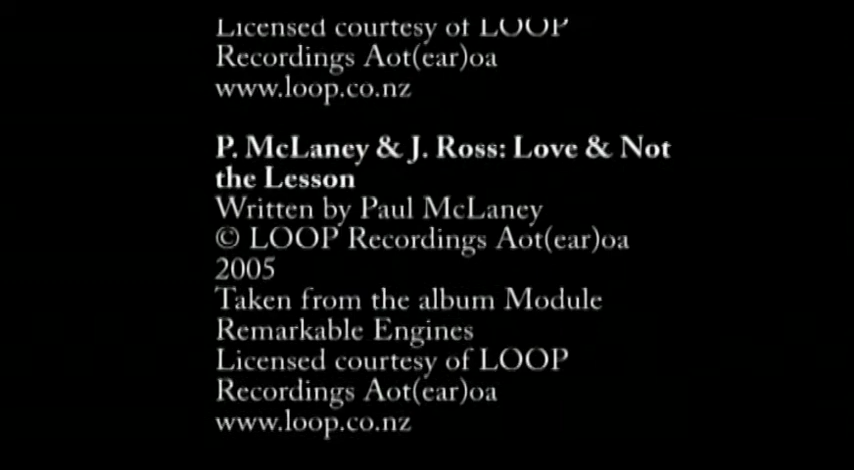 Licensed courtesy of LOOP
Recordings Aot(ear)oa
www.loop.co.nz
P. McLaney & J. Ross: Love & Not
the Lesson
Written by Paul McLaney
© LOOP Recordings Aot(ear)oa
2005
Taken from the album Module
Remarkable Engines
Licensed courtesy of LOOP
Recordings Aot(ear)oa
www.loop.co.nz